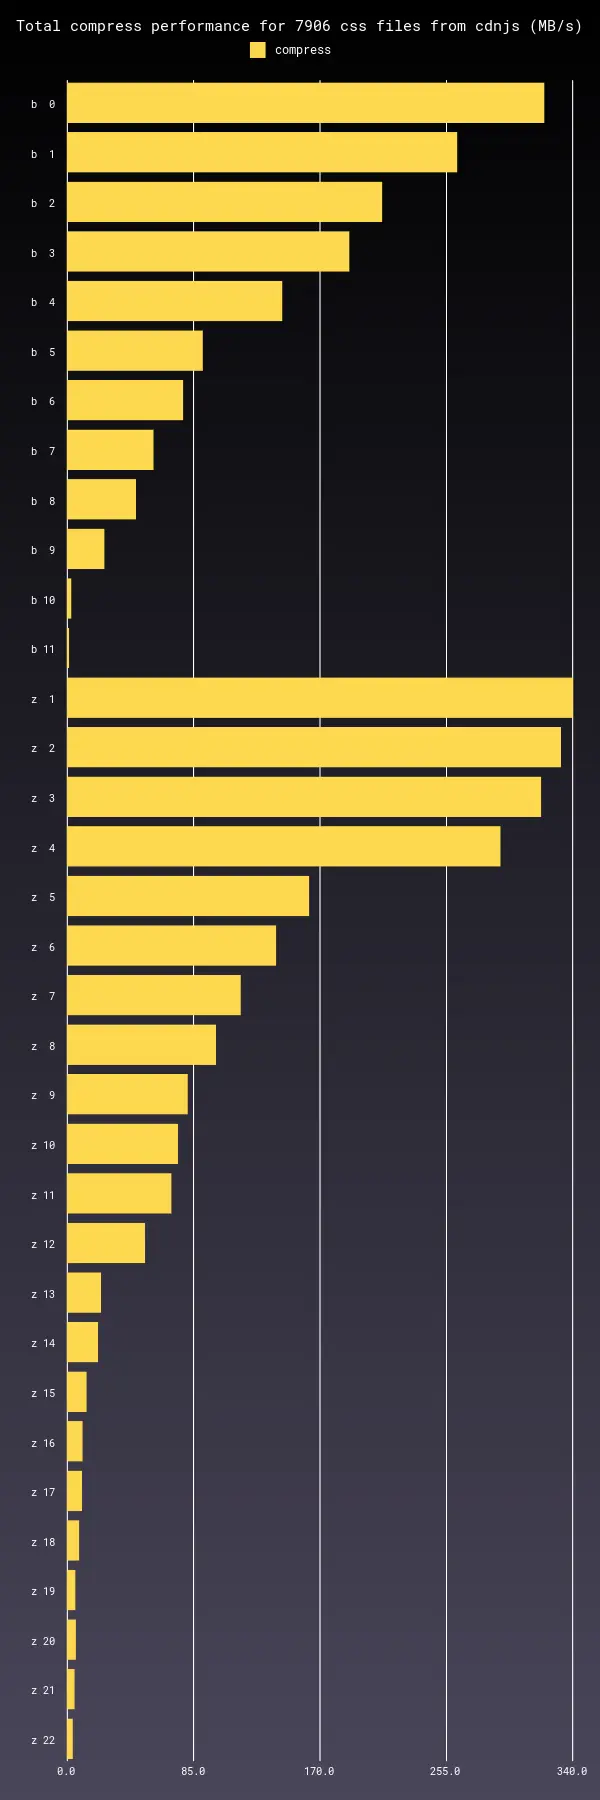 Total compress performance for 7906 css files from cdnjs (MB/s)
compress
b 0
b 1
b 2
b 3
b 4
b 5
b 6
b 7
b 8
b 9
b 10
b 11
z 1
z 2
z 3
z 4
z 5
z 6
z 7
z 8
z 9
z 10
z 11
z 12
z 13
z 14
z 15
z 16
z 17
z 18
z 19
z 20
z 21
z 22
0.0 85.0 170.0 255.0 340.0